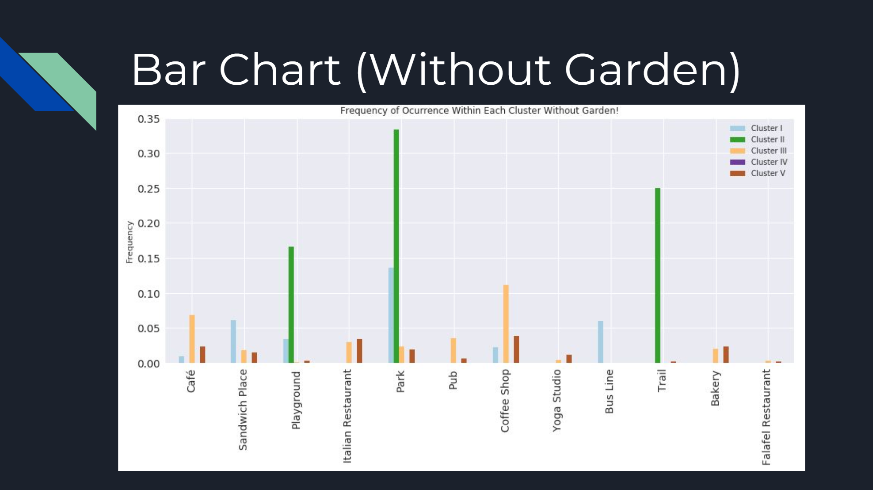 Bar Chart (Without Garden)
Frequency of Ocurrence Within Each Cluster Without Garden!
Frequency
0.35
0.30
0.25
0.20
0.15
0.10
0.05
0.00
Cluster I
Cluster II
Cluster III
Cluster IV
Cluster V
Café
Sandwich Place
Playground
Italian Restaurant
Park
Pub
Coffee Shop
Yoga Studio
Bus Line
Trail
Bakery
Falafel Restaurant